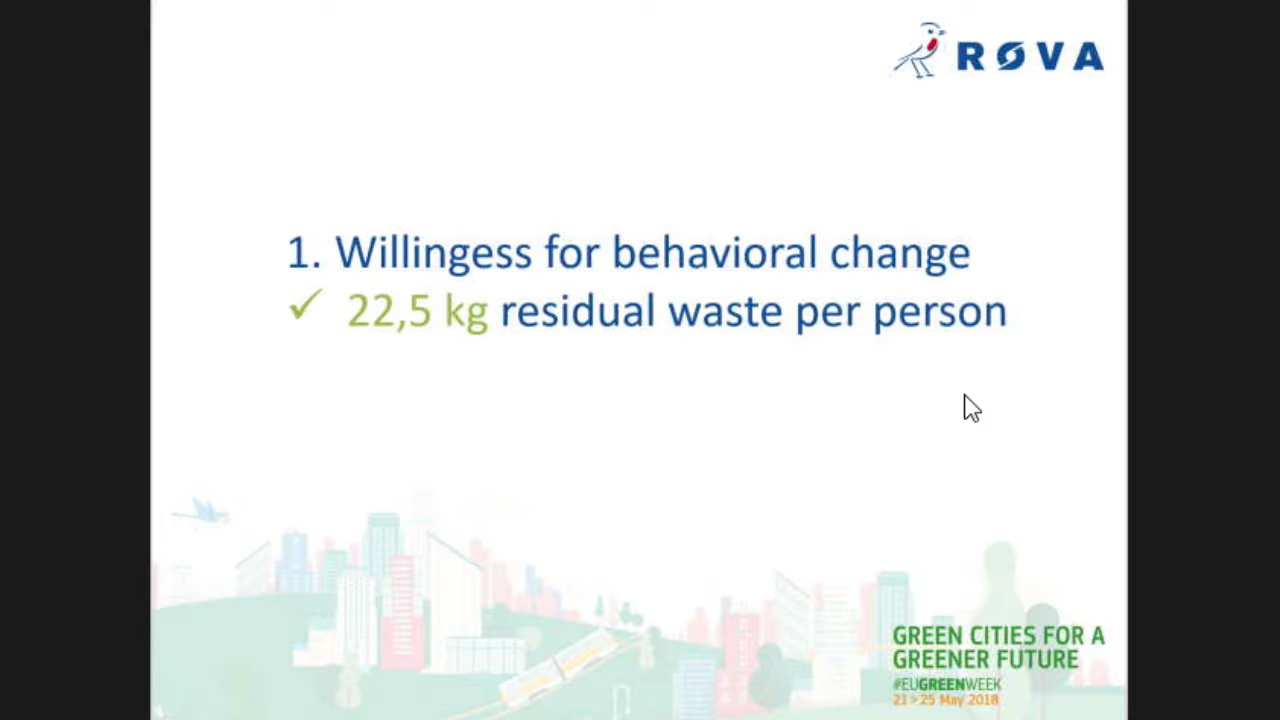 RØVA
1. Willingess for behavioral change
✓ 22,5 kg residual waste per person
GREEN CITIES FOR A
GREENER FUTURE
#EUGREENWEEK
21 > 25 May 2018